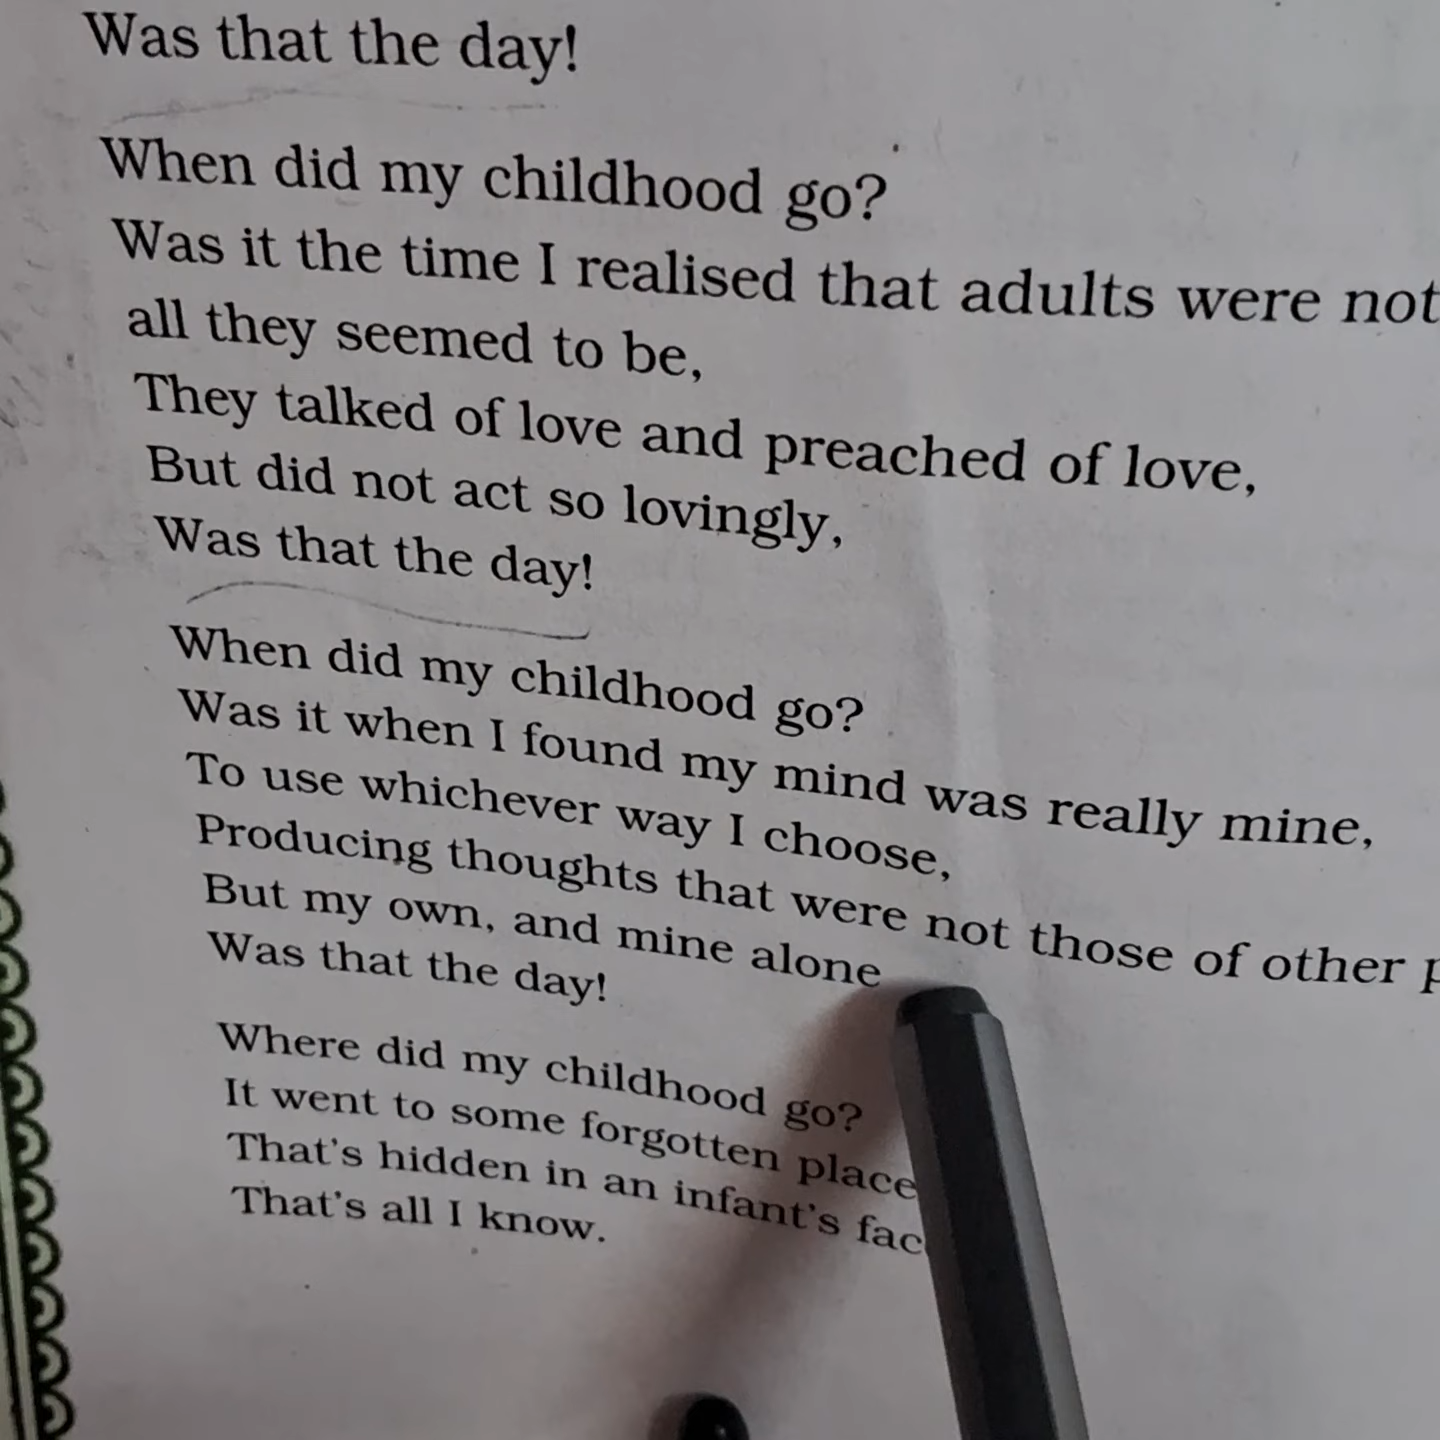 Was that the day!
When did my childhood go?
Was it the time I realised that adults were not
all they seemed to be,
They talked of love and preached of love,
But did not act so lovingly,
Was that the day!
When did my childhood go?
Was it when I found my mind was really mine,
To use whichever way I choose,
Producing thoughts that were not those of other
But my own, and mine alone
Was that the day!
Where did my childhood go?
It went to some forgotten place
That's hidden in an infant's
That's all I know.